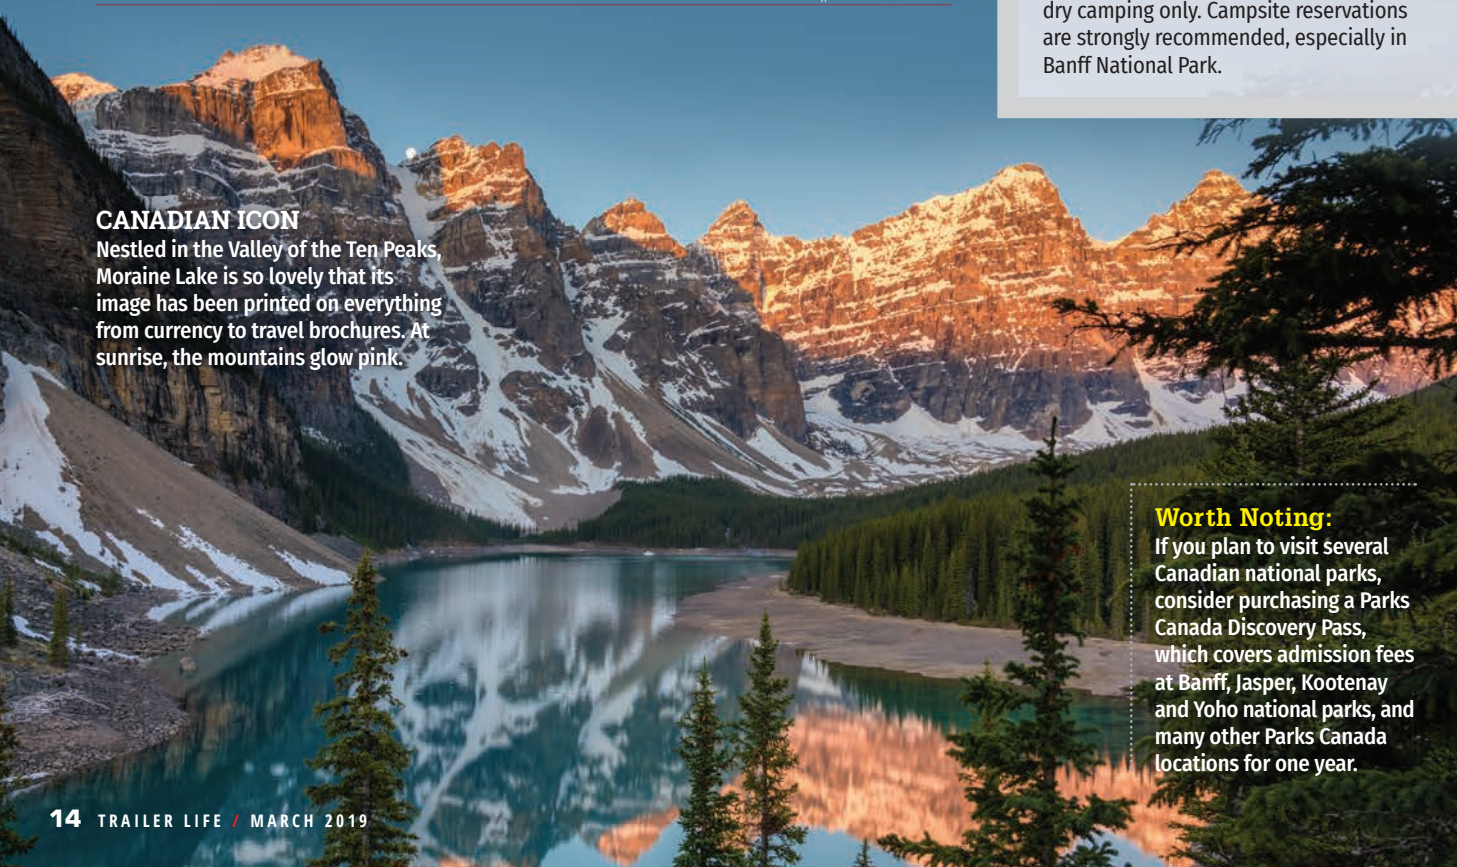 dry camping only. Campsite reservations
are strongly recommended, especially in
Banff National Park.
CANADIAN ICON
Nestled in the Valley of the Ten Peaks,
Moraine Lake is so lovely that its
image has been printed on everything
from currency to travel brochures. At
sunrise, the mountains glow pink.
Worth Noting:
If you plan to visit several
Canadian national parks,
consider purchasing a Parks
Canada Discovery Pass,
which covers admission fees
at Banff, Jasper, Kootenay
and Yoho national parks, and
many other Parks Canada
locations for one year.
14 TRAILER LIFE / MARCH 2019